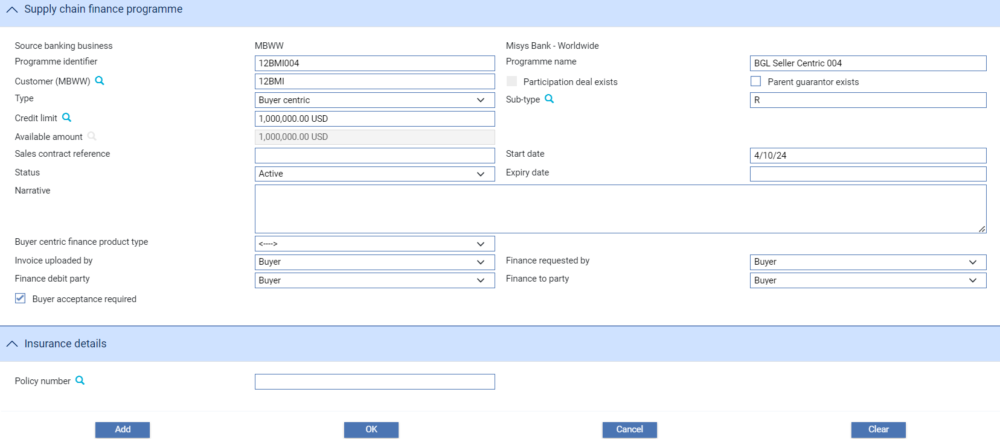 Supply chain finance programme
Source banking business MBWW Misys Bank - Worldwide
Programme identifier 12BMI004 Programme name BGL Seller Centric 004
Customer (MBWW) 12BMI Participation deal exists Parent guarantor exists
Type Buyer centric Sub-type R
Credit limit 1,000,000.00 USD
Available amount 1,000,000.00 USD
Sales contract reference Start date 4/10/24
Status Active Expiry date
Narrative
Buyer centric finance product type <---->
Invoice uploaded by Buyer Finance requested by Buyer
Finance debit party Buyer Finance to party Buyer
Buyer acceptance required
Insurance details
Policy number
Add OK Cancel Clear